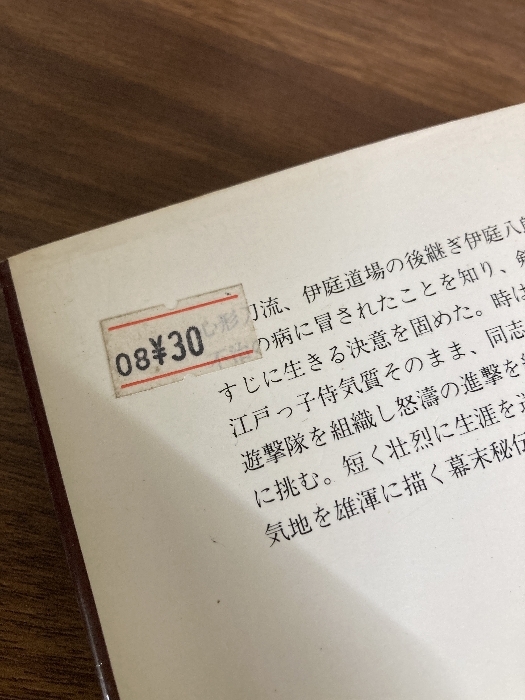 心形刀流、伊庭道場の後継ぎ伊庭八
の病に冒されたことを知り、
すじに生きる決意を固めた。時は
江戸っ子侍気質そのまま、同志
遊撃隊を組織し怒濤の進撃を
に挑む。短く壮烈に生涯を
気地を雄渾に描く幕末秘伝
08¥30